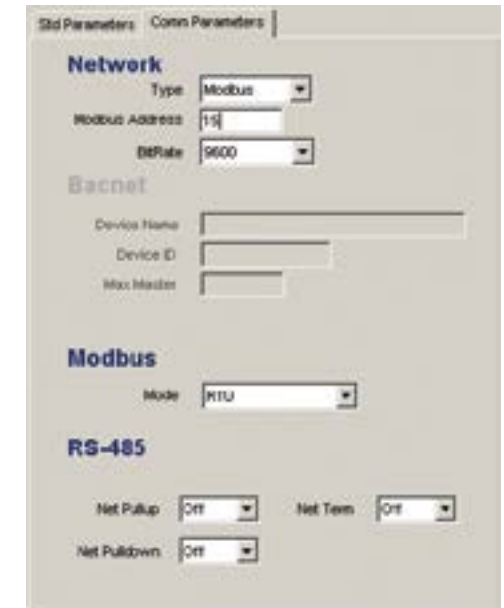 Std Parameters Comm Parameters
Network
Type Modbus
Modbus Address 15
BitRate 9600
Bacnet
Device Name
Device ID
Max Master
Modbus
Mode RTU
RS-485
Net Pullup Off Net Term Off
Net Pulldown Off